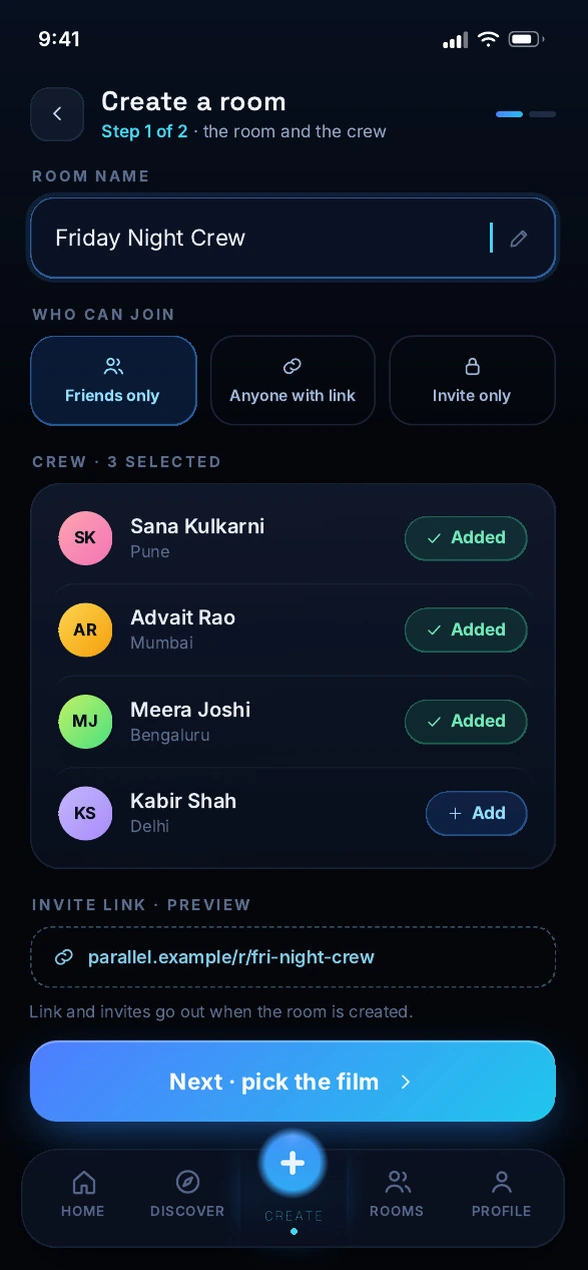 9:41
Create a room
Step 1 of 2 · the room and the crew
ROOM NAME
Friday Night Crew
WHO CAN JOIN
Friends only
Anyone with link
Invite only
CREW · 3 SELECTED
SK
Sana Kulkarni
Pune
Added
AR
Advait Rao
Mumbai
Added
MJ
Meera Joshi
Bengaluru
Added
KS
Kabir Shah
Delhi
+ Add
INVITE LINK · PREVIEW
parallel.example/r/fri-night-crew
Link and invites go out when the room is created.
Next · pick the film
HOME
DISCOVER
CREATE
ROOMS
PROFILE